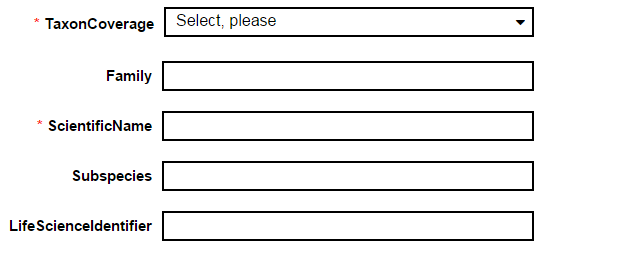 * TaxonCoverage Select, please
Family
* ScientificName
Subspecies
LifeScienceIdentifier